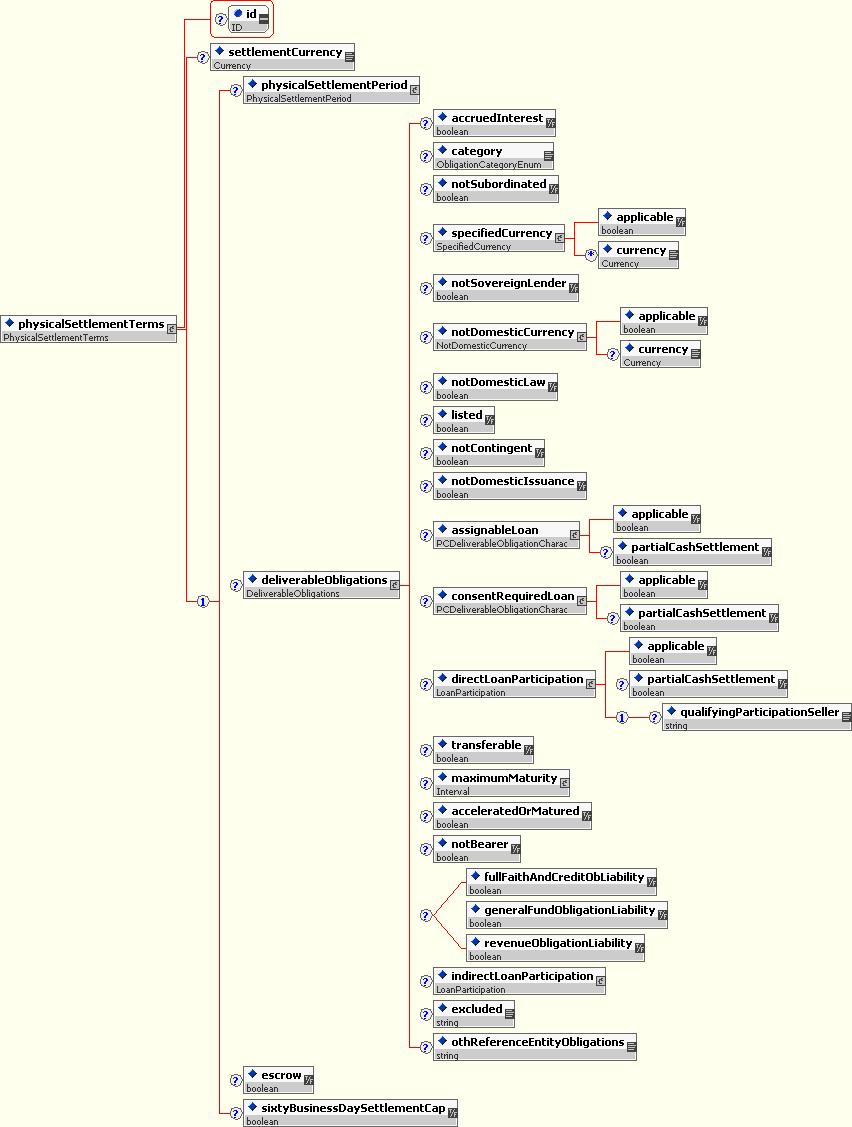 ? id
ID
? settlementCurrency
Currency
? physicalSettlementPeriod
PhysicalSettlementPeriod
? accruedInterest
boolean
? category
ObligationCategoryEnum
? notSubordinated
boolean
applicable
boolean
? specifiedCurrency
SpecifiedCurrency
* currency
Currency
? notSovereignLender
boolean
applicable
boolean
physicalSettlementTerms
PhysicalSettlementTerms
? notDomesticCurrency
NotDomesticCurrency
? currency
Currency
? notDomesticLaw
boolean
? listed
boolean
? notContingent
boolean
? notDomesticIssuance
boolean
applicable
boolean
? assignableLoan
PCDeliverableObligationCharac
? partialCashSettlement
boolean
applicable
boolean
? deliverableObligations
DeliverableObligations
1
? consentRequiredLoan
PCDeliverableObligationCharac
? partialCashSettlement
boolean
applicable
boolean
? directLoanParticipation
LoanParticipation
? partialCashSettlement
boolean
1 ? qualifyingParticipationSeller
string
? transferable
boolean
? maximumMaturity
Interval
? acceleratedOrMatured
boolean
? notBearer
boolean
fullFaithAndCreditObLiability
boolean
? generalFundObligationLiability
boolean
revenueObligationLiability
boolean
? indirectLoanParticipation
LoanParticipation
? excluded
string
? othReferenceEntityObligations
string
? escrow
boolean
? sixtyBusinessDaySettlementCap
boolean